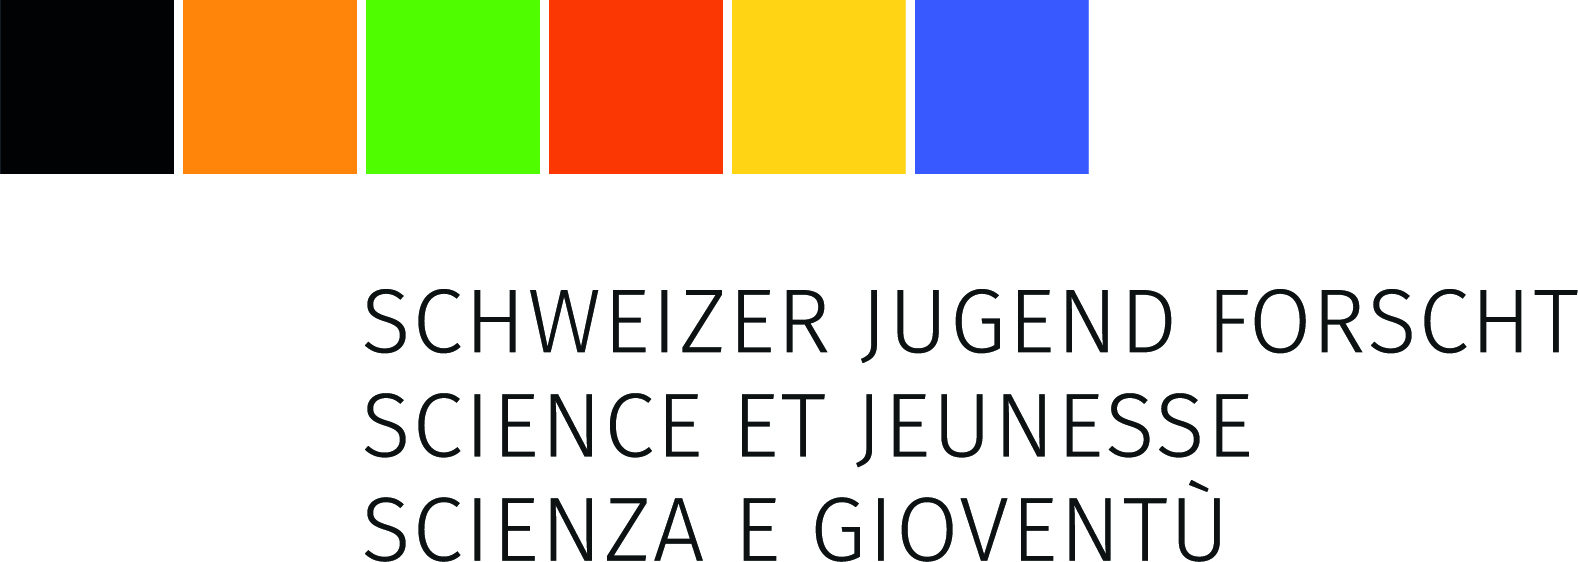 SCHWEIZER JUGEND FORSCHT
SCIENCE ET JEUNESSE
SCIENZA E GIOVENTÙ